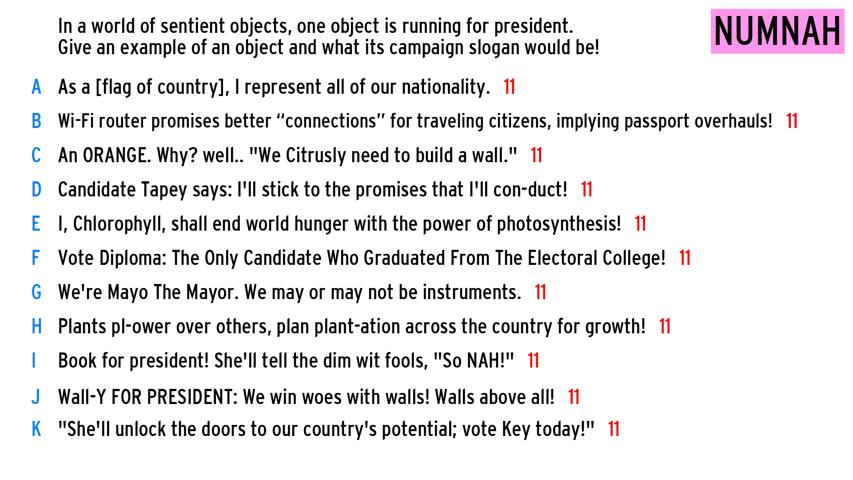 In a world of sentient objects, one object is running for president.
Give an example of an object and what its campaign slogan would be!
NUMNAH
A As a [flag of country], I represent all of our nationality. 11
B Wi-Fi router promises better “connections” for traveling citizens, implying passport overhauls! 11
C An ORANGE. Why? well.. "We Citrusly need to build a wall." 11
D Candidate Tapey says: I'll stick to the promises that I'll con-duct! 11
E I, Chlorophyll, shall end world hunger with the power of photosynthesis! 11
F Vote Diploma: The Only Candidate Who Graduated From The Electoral College! 11
G We're Mayo The Mayor. We may or may not be instruments. 11
H Plants pl-ower over others, plan plant-ation across the country for growth! 11
I Book for president! She'll tell the dim wit fools, "So NAH!" 11
J Wall-Y FOR PRESIDENT: We win woes with walls! Walls above all! 11
K "She'll unlock the doors to our country's potential; vote Key today!" 11